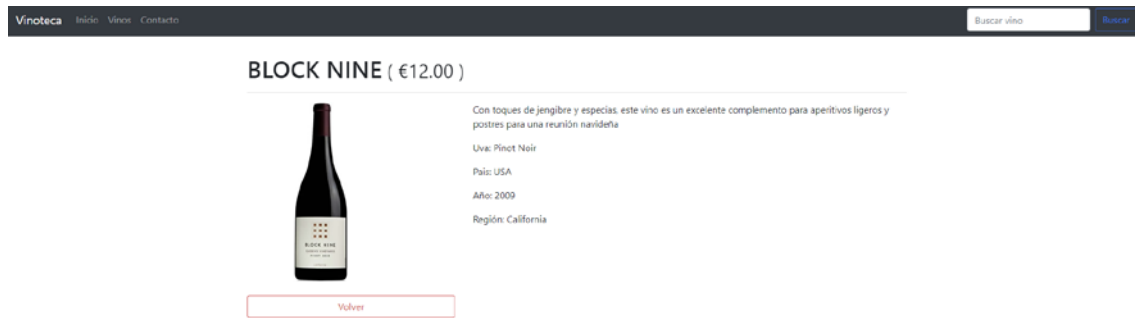 Vinoteca Inicio Vinos Contacto
Buscar vino Buscar
BLOCK NINE ( €12.00 )
Con toques de jengibre y especias, este vino es un excelente complemento para aperitivos ligeros y
postres para una reunión navideña
Uva: Pinot Noir
Pais: USA
Año: 2009
Región: California
BLOCK NINE
Volver